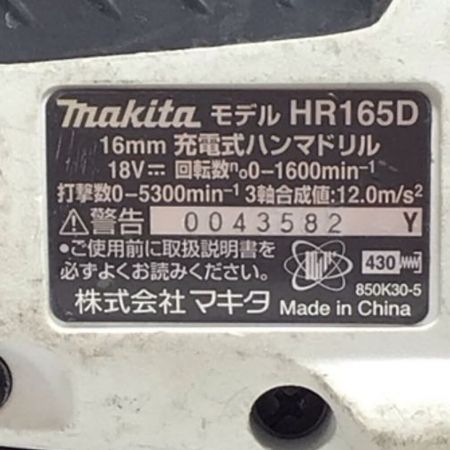 makita モデル HR165D
16mm 充電式ハンマドリル
18V⎓ 回転数n₀0-1600min⁻¹
打撃数0-5300min⁻¹ 3軸合成値:12.0m/s²
⚠警告 0043582 Y
●ご使用前に取扱説明書を
必ずよくお読みください。
430
850K30-5
株式会社 マキタ Made in China